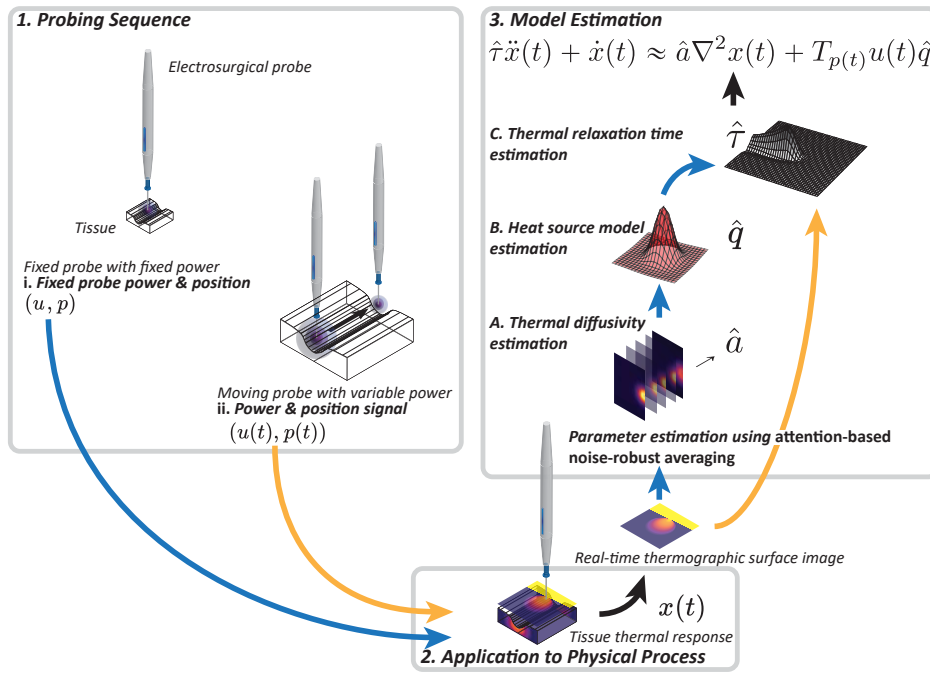 1. Probing Sequence
Electrosurgical probe
Tissue
Fixed probe with fixed power
i. Fixed probe power & position
(u, p)
Moving probe with variable power
ii. Power & position signal
(u(t), p(t))
3. Model Estimation
τ̂ẍ(t) + ẋ(t) ≈ â∇²x(t) + T_{p(t)}u(t)q̂
C. Thermal relaxation time
estimation
τ̂
B. Heat source model
estimation
q̂
A. Thermal diffusivity
estimation
â
Parameter estimation using attention-based
noise-robust averaging
Real-time thermographic surface image
x(t)
Tissue thermal response
2. Application to Physical Process